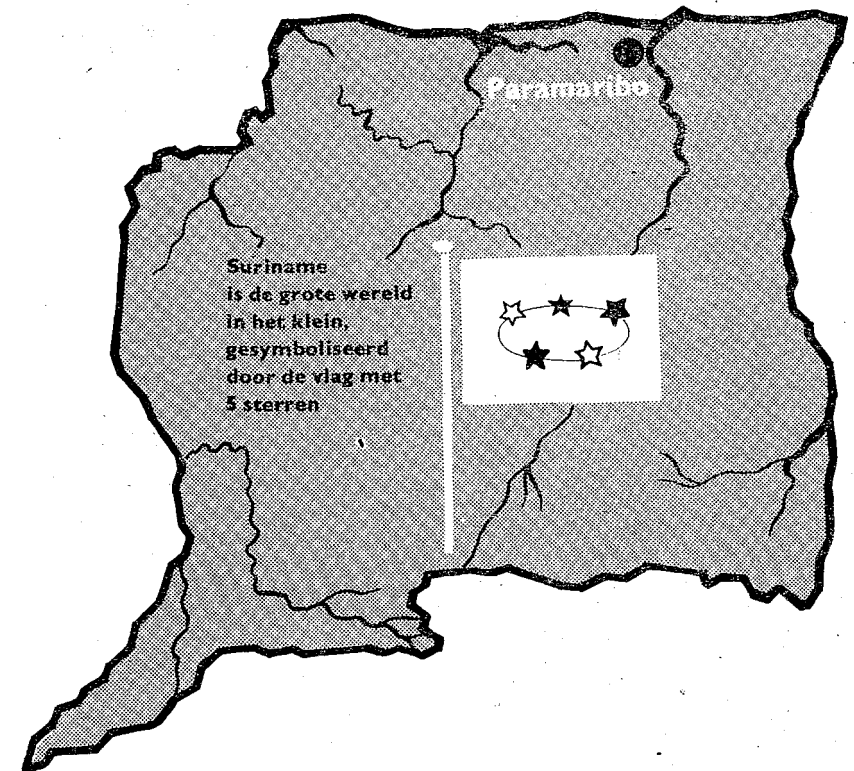 Paramaribo
Suriname
is de grote wereld
in het klein,
gesymboliseerd
door de vlag met
5 sterren